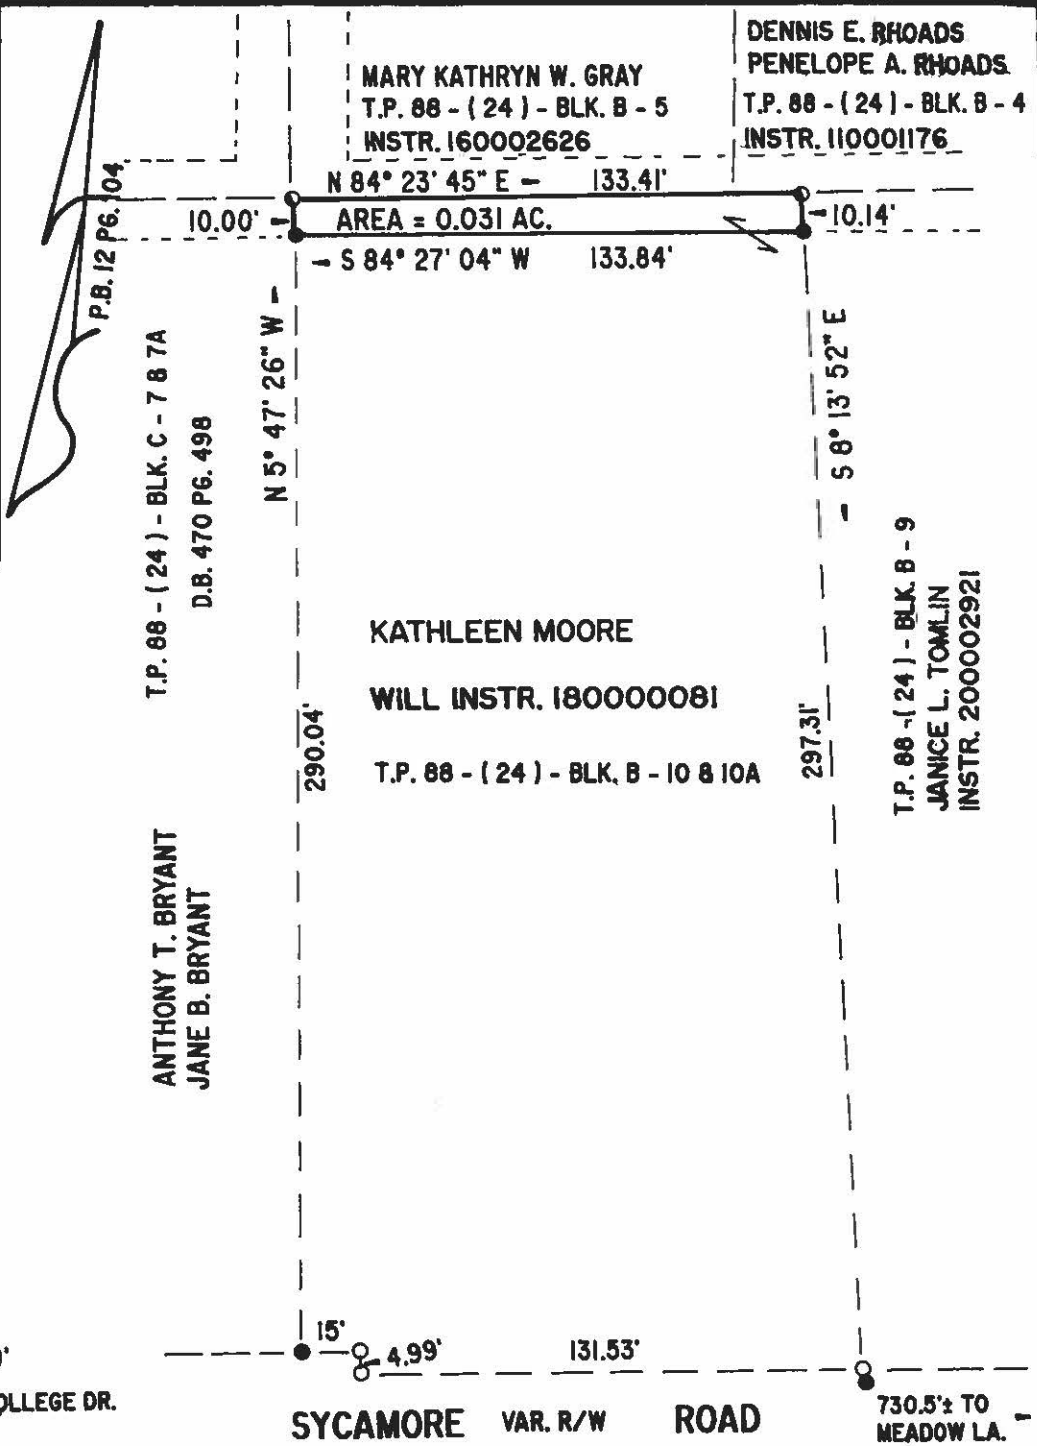 DENNIS E. RHOADS
PENELOPE A. RHOADS
T.P. 88 - ( 24 ) - BLK. B - 4
INSTR. 110001176
MARY KATHRYN W. GRAY
T.P. 88 - ( 24 ) - BLK. B - 5
INSTR. 160002626
N 84° 23' 45" E - 133.41'
10.00' -
AREA = 0.031 AC.
- 10.14'
- S 84° 27' 04" W 133.84'
P.B. 12 PG. 104
N 5° 47' 26" W -
- S 8° 13' 52" E
T.P. 88 - ( 24 ) - BLK. C - 7 8 7A
D.B. 470 PG. 498
KATHLEEN MOORE
WILL INSTR. 180000081
T.P. 88 - ( 24 ) - BLK. B - 10 & 10A
290.04'
297.31'
T.P. 88 - ( 24 ) - BLK. B - 9
JANICE L. TOMLIN
INSTR. 200002921
ANTHONY T. BRYANT
JANE B. BRYANT
15'
4.99'
131.53'
OLLEGE DR.
730.5'± TO
MEADOW LA. -
SYCAMORE VAR. R/W ROAD